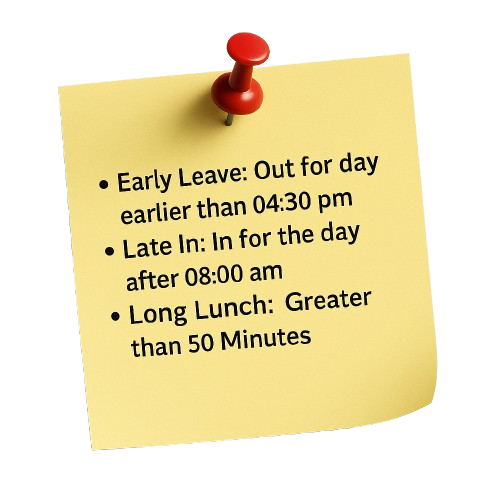 • Early Leave: Out for day
earlier than 04:30 pm
• Late In: In for the day
after 08:00 am
• Long Lunch:  Greater
than 50 Minutes